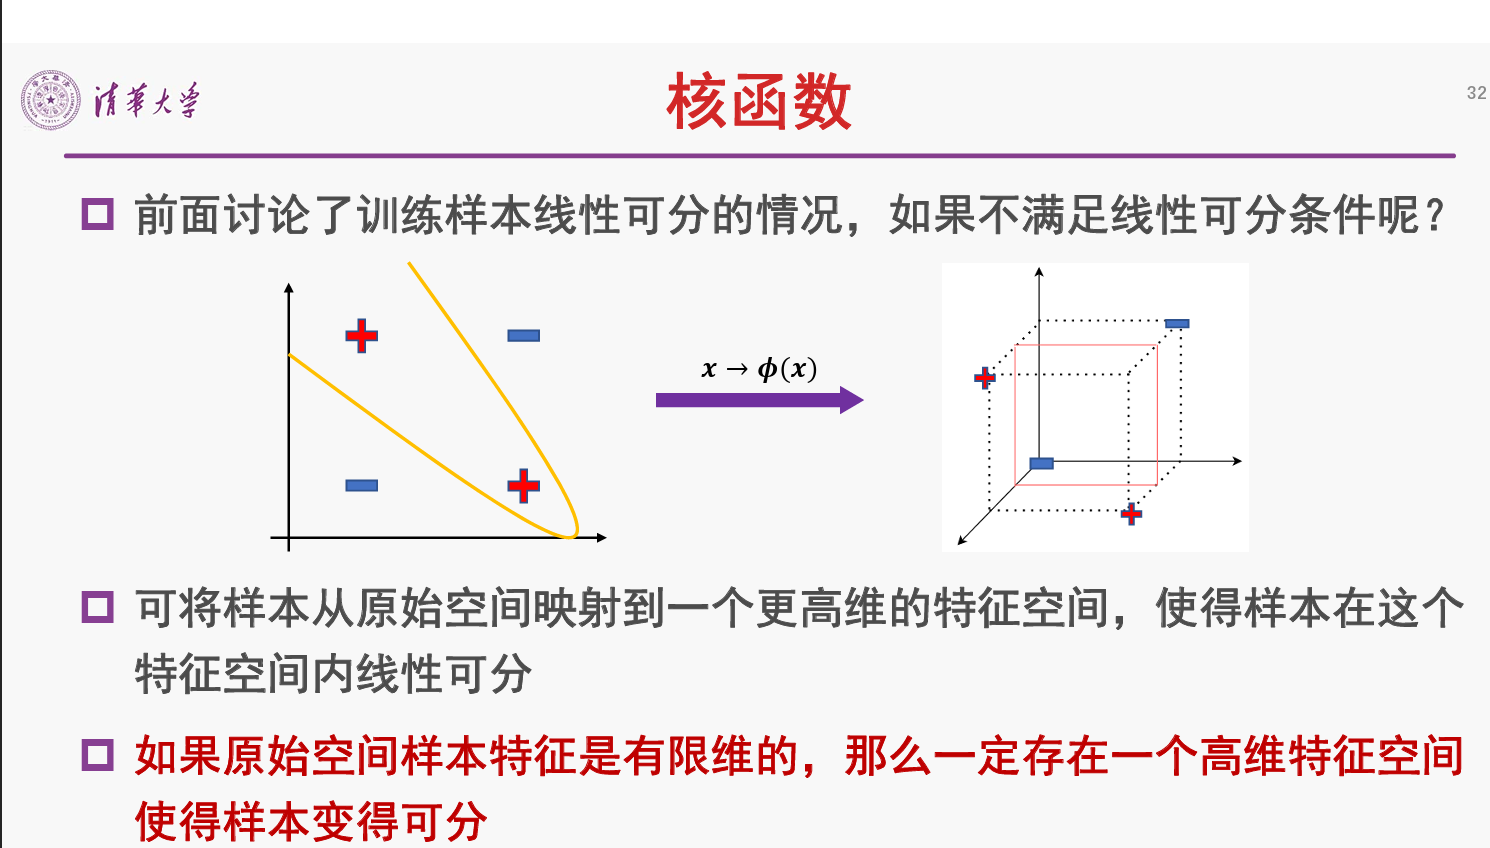 清华大学
核函数
32
前面讨论了训练样本线性可分的情况，如果不满足线性可分条件呢？
x → ϕ(x)
可将样本从原始空间映射到一个更高维的特征空间，使得样本在这个
特征空间内线性可分
如果原始空间样本特征是有限维的，那么一定存在一个高维特征空间
使得样本变得可分